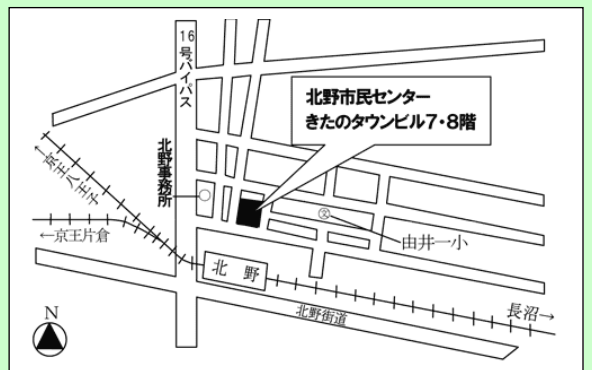 16号バイパス
北野市民センター
きたのタウンビル7・8階
北野事務所
↑京王八王子
文
←京王片倉
由井一小
北野
長沼→
北野街道
N